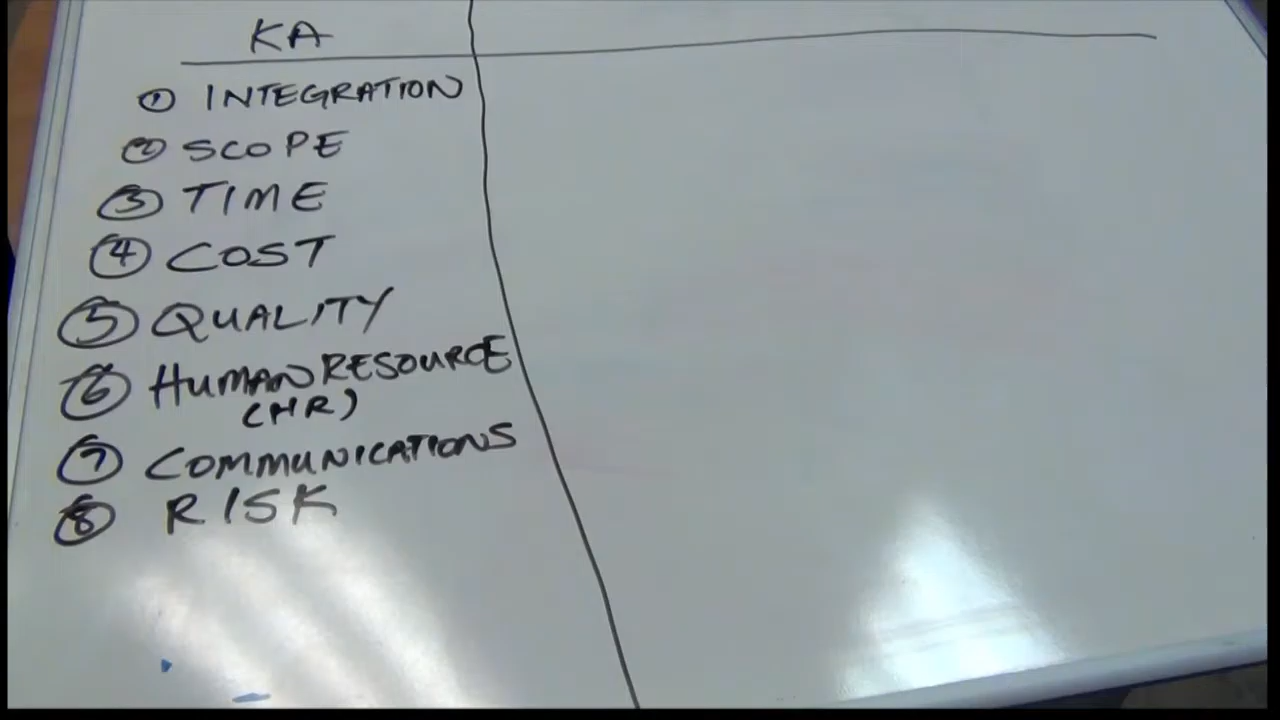 KA
① INTEGRATION
② SCOPE
③ TIME
④ COST
⑤ QUALITY
⑥ HUMAN RESOURCE
(HR)
⑦ COMMUNICATIONS
⑧ RISK